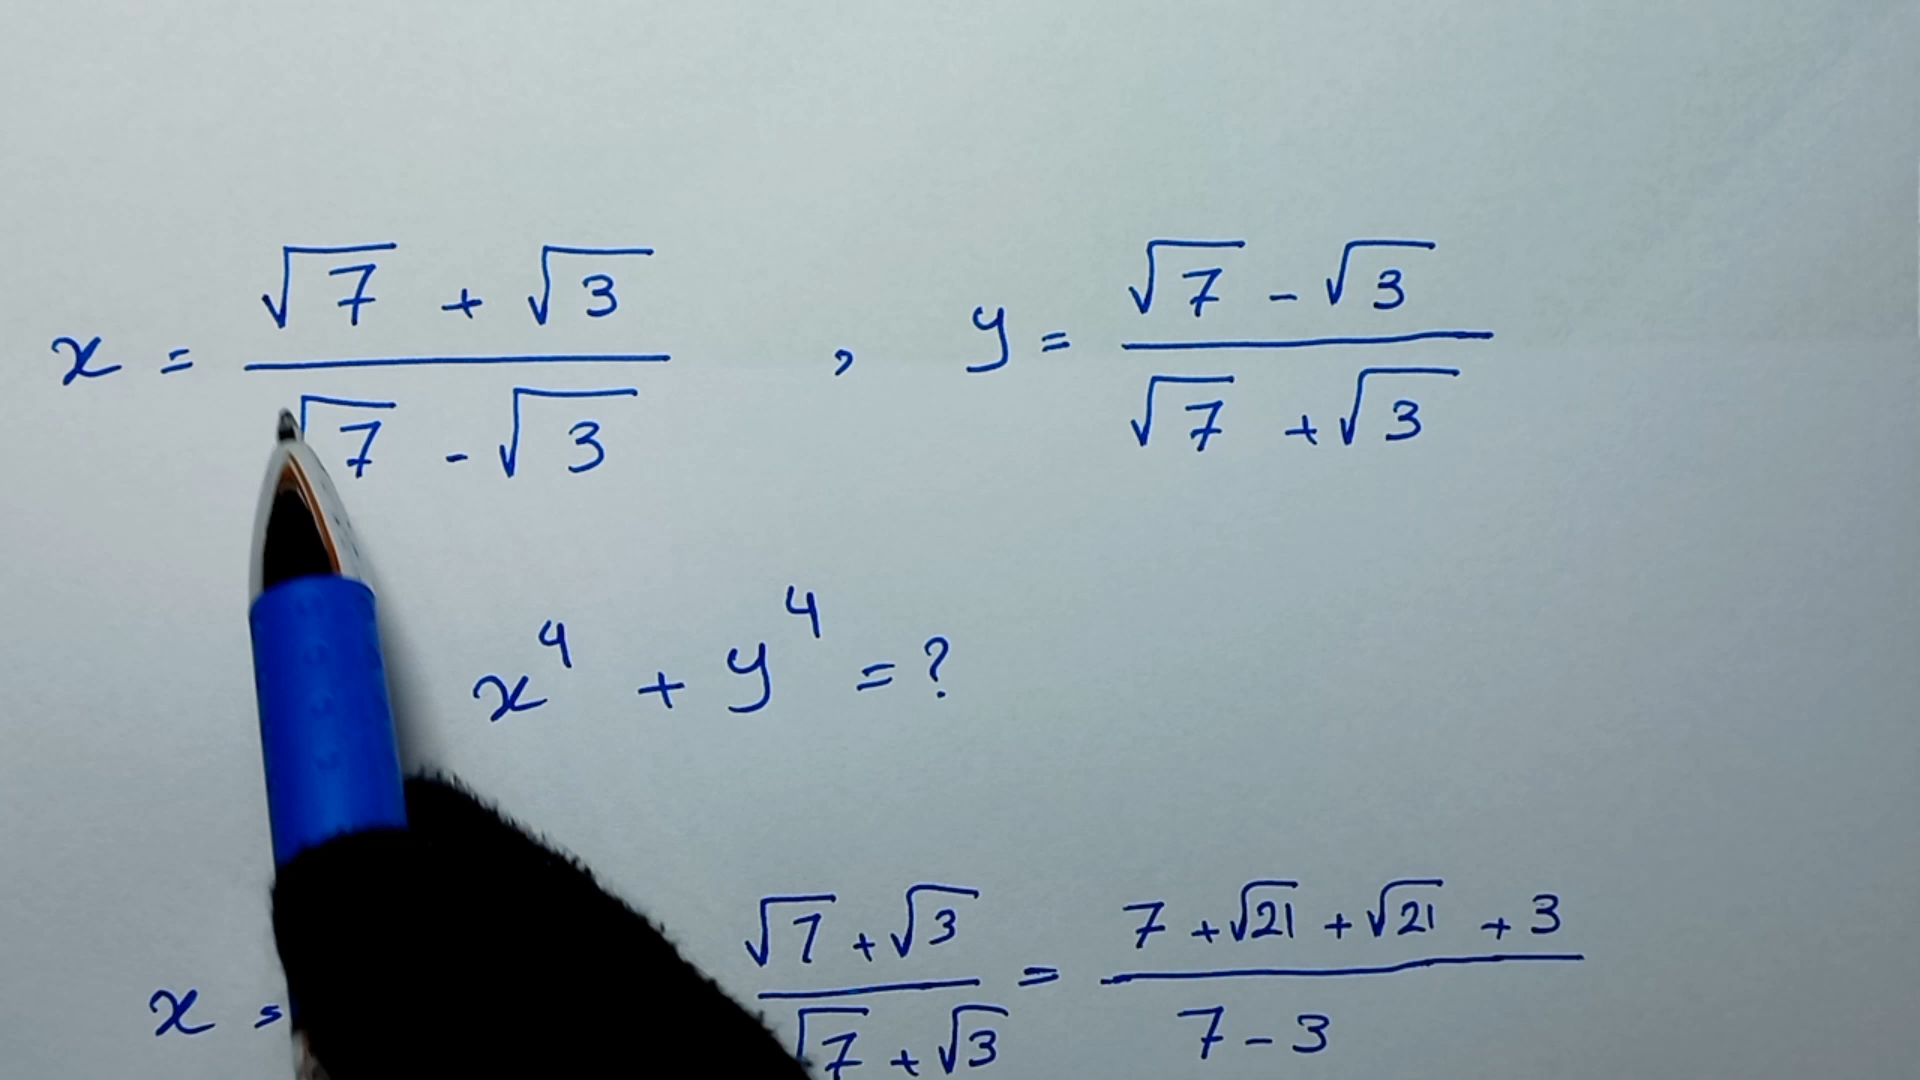 x = (√7 + √3)/(√7 - √3) , y = (√7 - √3)/(√7 + √3)
x⁴ + y⁴ = ?
x = (√7 + √3)/(√7 + √3) = (7 + √21 + √21 + 3)/(7 - 3)